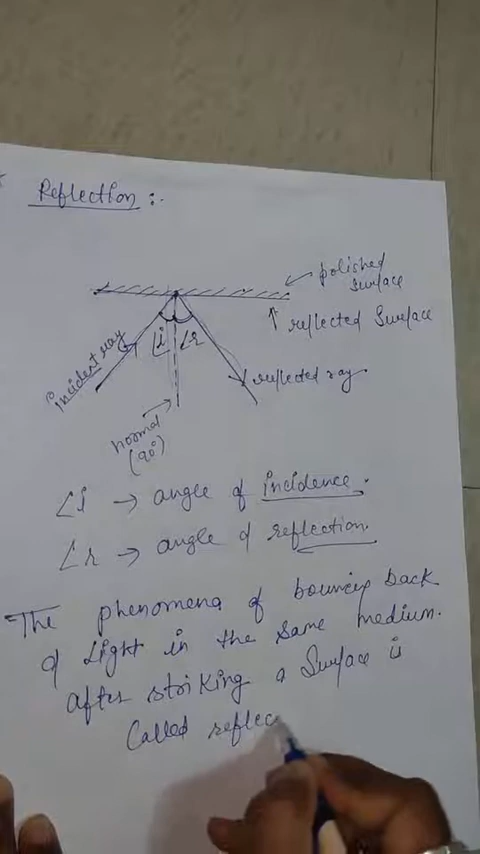 Reflection :-
polished
surface
reflected Surface
incident ray
∠i
∠r
reflected ray
normal
(90°)
∠i → angle of incidence.
∠r → angle of reflection.
The phenomena of bouncing back
of Light in the same medium.
after striking a Surface is
Called reflec